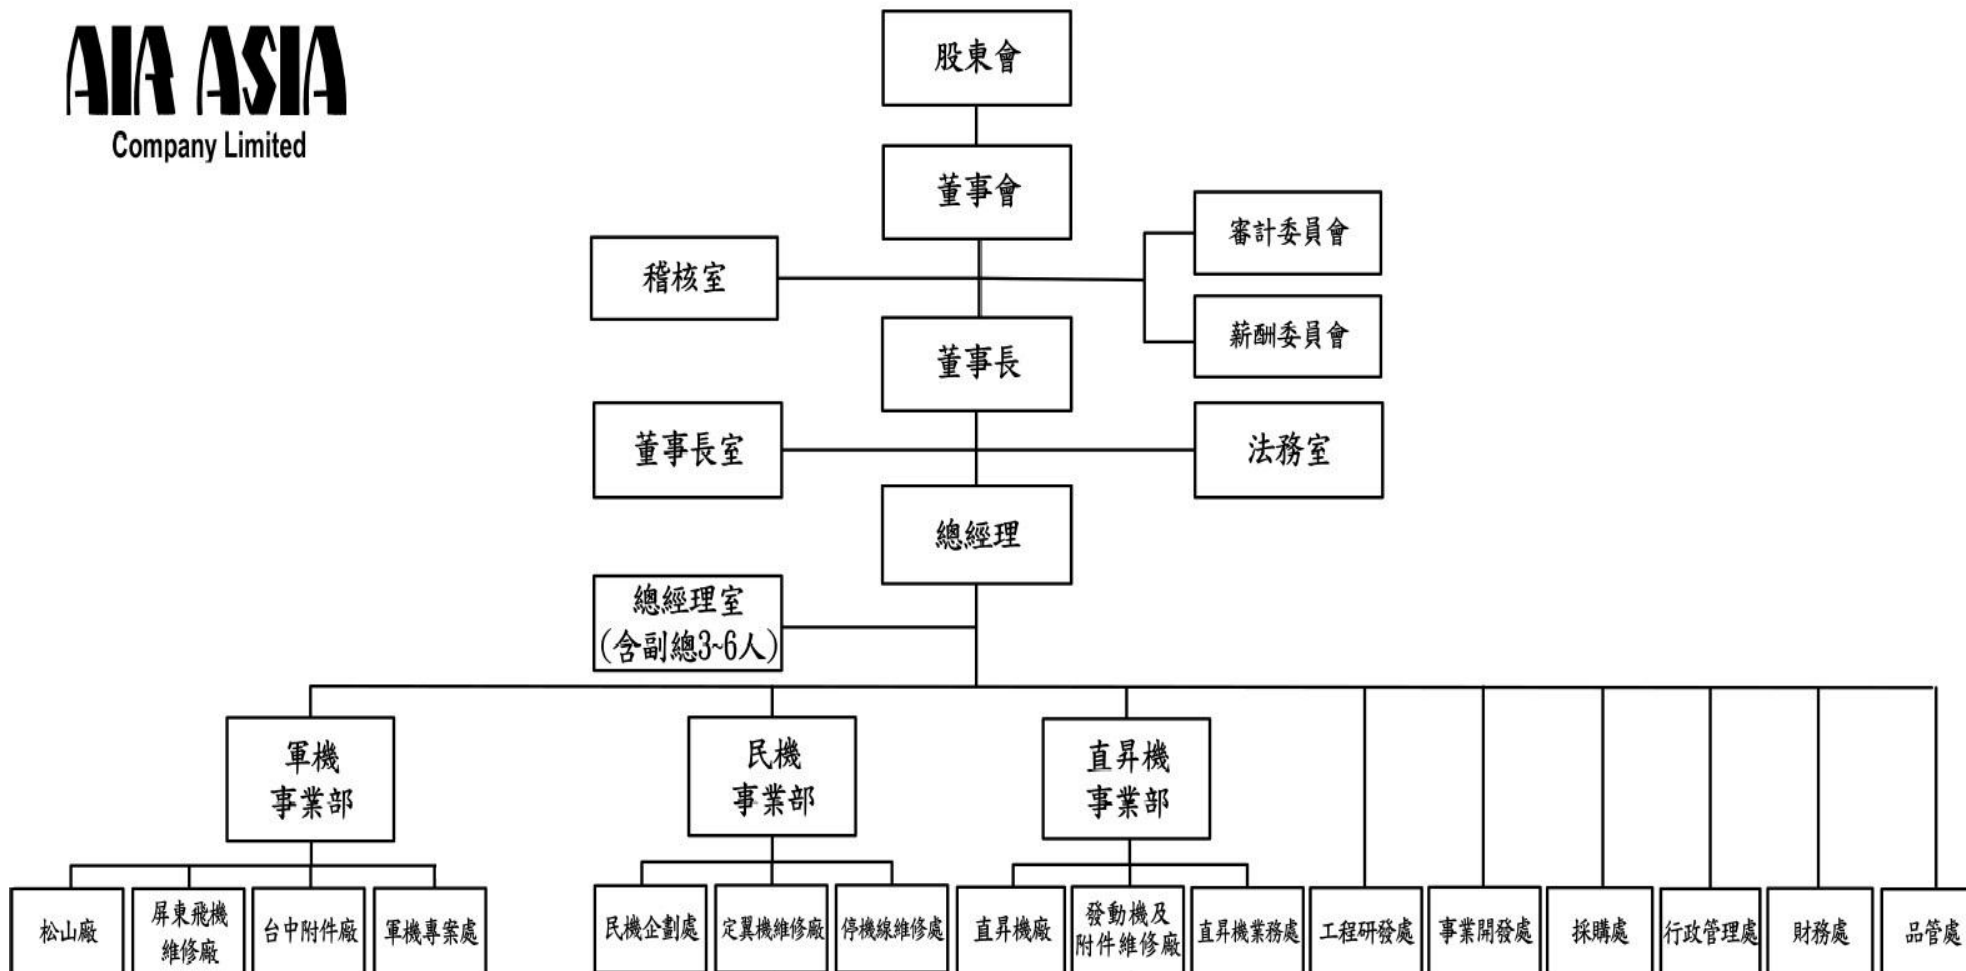 AIR ASIA
Company Limited
股東會
董事會
審計委員會
稽核室
薪酬委員會
董事長
董事長室
法務室
總經理
總經理室
(含副總3~6人)
軍機
事業部
民機
事業部
直昇機
事業部
松山廠
屏東飛機
維修廠
台中附件廠
軍機專案處
民機企劃處
定翼機維修廠
停機線維修處
直昇機廠
發動機及
附件維修廠
直昇機業務處
工程研發處
事業開發處
採購處
行政管理處
財務處
品管處